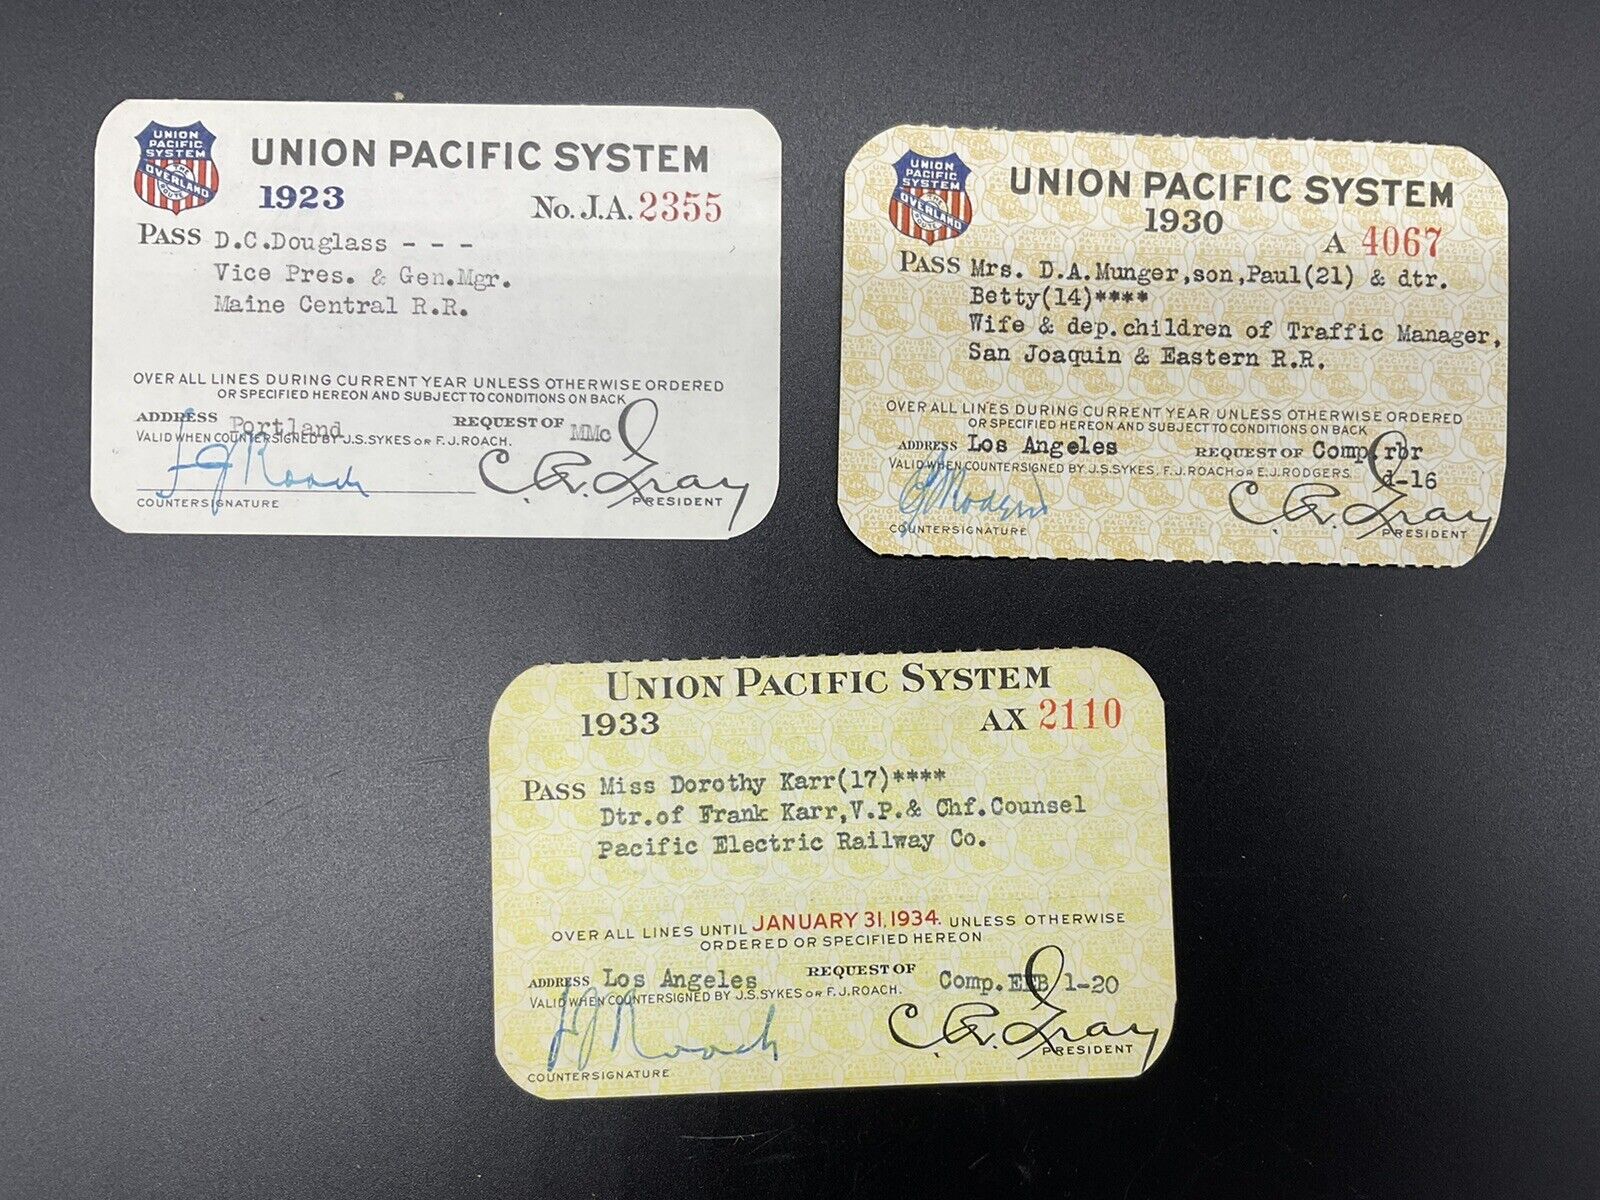 UNION
PACIFIC
SYSTEM
THE
OVERLAND
ROUTE
UNION PACIFIC SYSTEM
1923 No. J.A. 2355
PASS D.C.Douglass - - -
Vice Pres. & Gen.Mgr.
Maine Central R.R.
OVER ALL LINES DURING CURRENT YEAR UNLESS OTHERWISE ORDERED
OR SPECIFIED HEREON AND SUBJECT TO CONDITIONS ON BACK
ADDRESS Portland REQUEST OF MMc
VALID WHEN COUNTERSIGNED BY J.S.SYKES OR F.J.ROACH.
F J Roach C. R. Gray
COUNTERSIGNATURE PRESIDENT
UNION
PACIFIC
SYSTEM
THE
OVERLAND
ROUTE
UNION PACIFIC SYSTEM
1930
A 4067
PASS Mrs. D.A.Munger,son,Paul(21) & dtr.
Betty(14)****
Wife & dep.children of Traffic Manager,
San Joaquin & Eastern R.R.
OVER ALL LINES DURING CURRENT YEAR UNLESS OTHERWISE ORDERED
OR SPECIFIED HEREON AND SUBJECT TO CONDITIONS ON BACK
ADDRESS Los Angeles REQUEST OF Comp.rbr
VALID WHEN COUNTERSIGNED BY J.S.SYKES, F.J.ROACH OR E.J.RODGERS
1-16
C. R. Gray
COUNTERSIGNATURE PRESIDENT
UNION PACIFIC SYSTEM
1933 AX 2110
PASS Miss Dorothy Karr(17)****
Dtr.of Frank Karr,V.P.& Chf.Counsel
Pacific Electric Railway Co.
OVER ALL LINES UNTIL JANUARY 31, 1934. UNLESS OTHERWISE
ORDERED OR SPECIFIED HEREON
ADDRESS Los Angeles REQUEST OF Comp. EFB 1-20
VALID WHEN COUNTERSIGNED BY J.S.SYKES OR F.J.ROACH.
F J Roach C. R. Gray
COUNTERSIGNATURE PRESIDENT